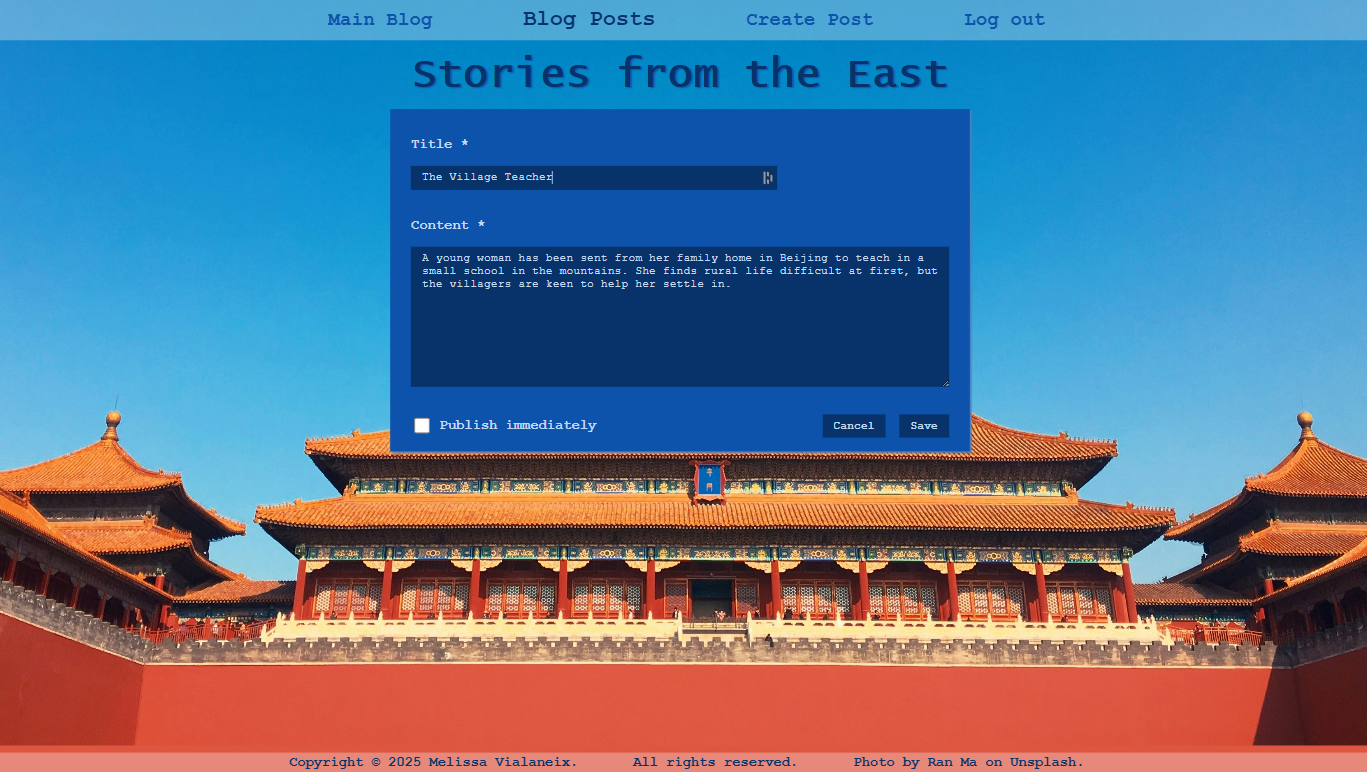 Main Blog Blog Posts Create Post Log out
Stories from the East
Title *
The Village Teacher
Content *
A young woman has been sent from her family home in Beijing to teach in a
small school in the mountains. She finds rural life difficult at first, but
the villagers are keen to help her settle in.
Publish immediately Cancel Save
Copyright © 2025 Melissa Vialaneix. All rights reserved. Photo by Ran Ma on Unsplash.